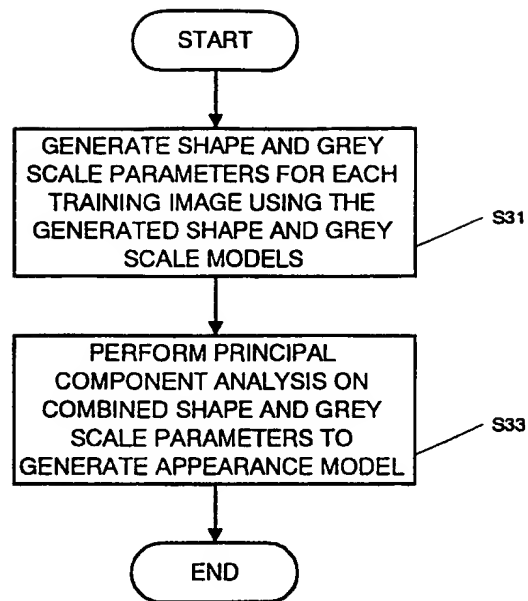 START
GENERATE SHAPE AND GREY
SCALE PARAMETERS FOR EACH
TRAINING IMAGE USING THE
GENERATED SHAPE AND GREY
SCALE MODELS
S31
PERFORM PRINCIPAL
COMPONENT ANALYSIS ON
COMBINED SHAPE AND GREY
SCALE PARAMETERS TO
GENERATE APPEARANCE MODEL
S33
END